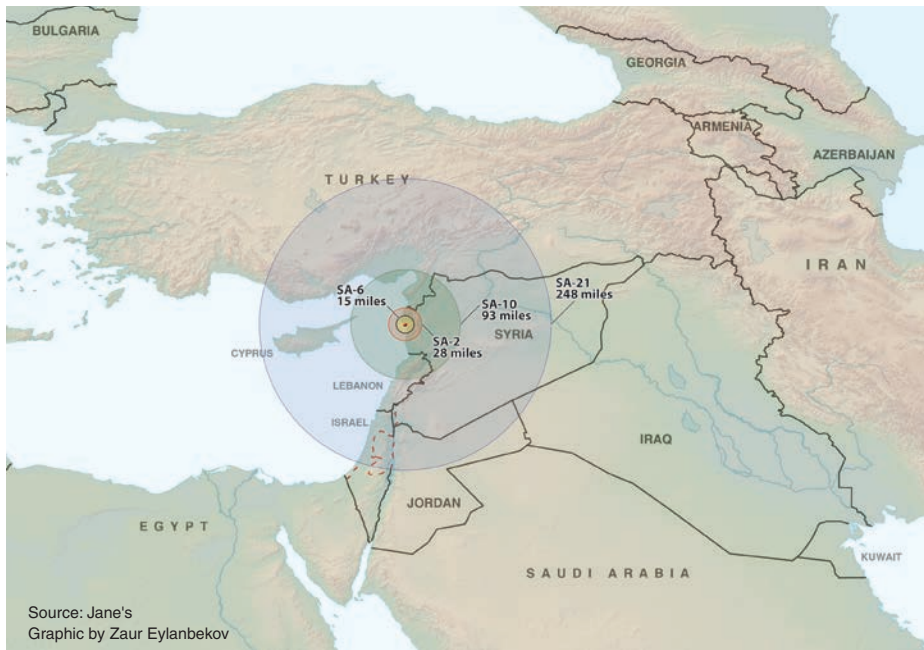 BULGARIA
GEORGIA
ARMENIA
AZERBAIJAN
TURKEY
IRAN
SA-6
15 miles
SA-10
93 miles
SA-21
248 miles
SYRIA
SA-2
28 miles
CYPRUS
LEBANON
ISRAEL
IRAQ
JORDAN
EGYPT
KUWAIT
SAUDI ARABIA
Source: Jane's
Graphic by Zaur Eylanbekov